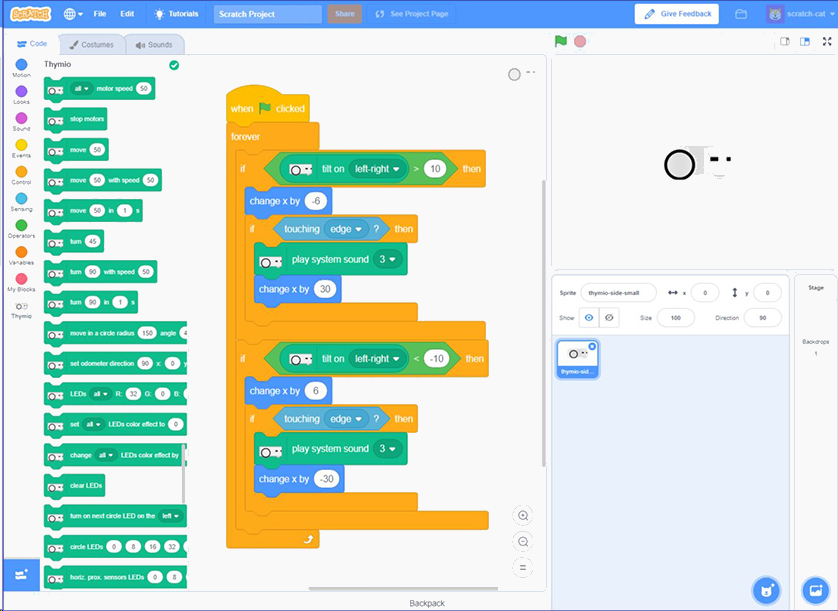 SCRATCH File Edit Tutorials Scratch Project Share See Project Page Give Feedback scratch-cat
Code Costumes Sounds
Motion
Looks
Sound
Events
Control
Sensing
Operators
Variables
My Blocks
Thymio
Thymio
all motor speed 50
stop motors
move 50
move 50 with speed 50
move 50 in 1 s
turn 45
turn 90 with speed 50
turn 90 in 1 s
move in a circle radius 150 angle 4
set odometer direction 90 x: 0 y
LEDs all R: 32 G: 0 B:
set all LEDs color effect to 0
change all LEDs color effect by
clear LEDs
turn on next circle LED on the left
circle LEDs 0 8 16 32
horiz. prox. sensors LEDs 0 8
when clicked
forever
if tilt on left-right > 10 then
change x by -6
if touching edge ? then
play system sound 3
change x by 30
if tilt on left-right < -10 then
change x by 6
if touching edge ? then
play system sound 3
change x by -30
Backpack
Sprite thymio-side-small x 0 y 0
Show Size 100 Direction 90
thymio-sid...
Stage
Backdrops
1